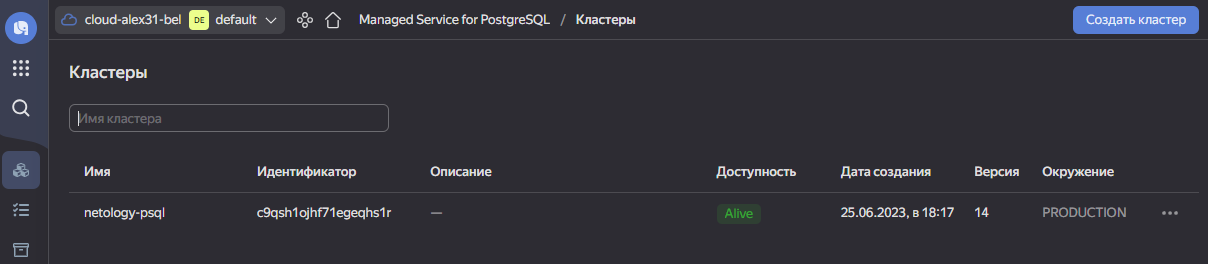 cloud-alex31-bel DE default Managed Service for PostgreSQL / Кластеры Создать кластер
Кластеры
Имя кластера
Имя Идентификатор Описание Доступность Дата создания Версия Окружение
netology-psql c9qsh1ojhf71egeqhs1r — Alive 25.06.2023, в 18:17 14 PRODUCTION